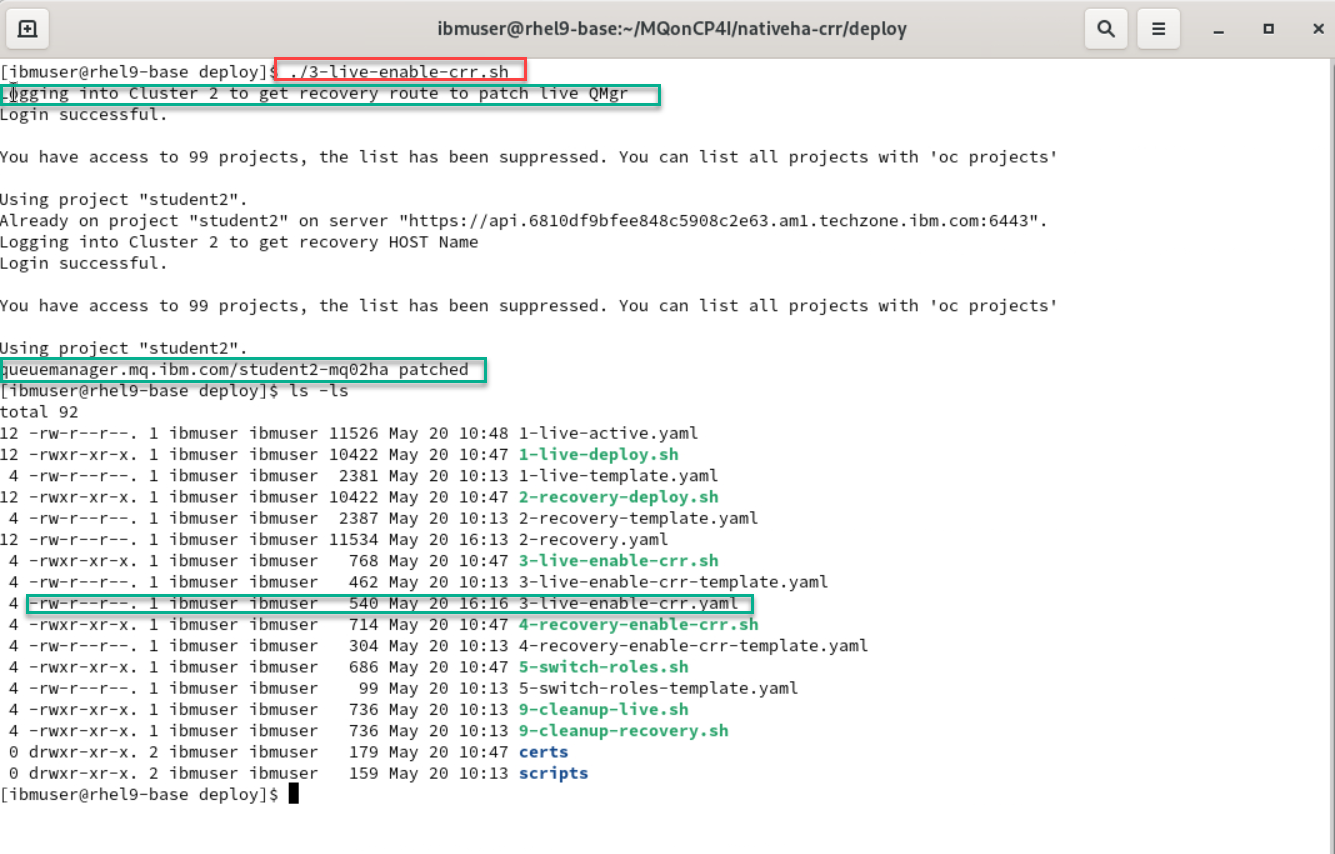 ibmuser@rhel9-base:~/MQonCP4I/nativeha-crr/deploy
[ibmuser@rhel9-base deploy]$ ./3-live-enable-crr.sh
Logging into Cluster 2 to get recovery route to patch live QMgr
Login successful.
You have access to 99 projects, the list has been suppressed. You can list all projects with 'oc projects'
Using project "student2".
Already on project "student2" on server "https://api.6810df9bfee848c5908c2e63.am1.techzone.ibm.com:6443".
Logging into Cluster 2 to get recovery HOST Name
Login successful.
You have access to 99 projects, the list has been suppressed. You can list all projects with 'oc projects'
Using project "student2".
queuemanager.mq.ibm.com/student2-mq02ha patched
[ibmuser@rhel9-base deploy]$ ls -ls
total 92
12 -rw-r--r--. 1 ibmuser ibmuser 11526 May 20 10:48 1-live-active.yaml
12 -rwxr-xr-x. 1 ibmuser ibmuser 10422 May 20 10:47 1-live-deploy.sh
4 -rw-r--r--. 1 ibmuser ibmuser 2381 May 20 10:13 1-live-template.yaml
12 -rwxr-xr-x. 1 ibmuser ibmuser 10422 May 20 10:47 2-recovery-deploy.sh
4 -rw-r--r--. 1 ibmuser ibmuser 2387 May 20 10:13 2-recovery-template.yaml
12 -rw-r--r--. 1 ibmuser ibmuser 11534 May 20 16:13 2-recovery.yaml
4 -rwxr-xr-x. 1 ibmuser ibmuser 768 May 20 10:47 3-live-enable-crr.sh
4 -rw-r--r--. 1 ibmuser ibmuser 462 May 20 10:13 3-live-enable-crr-template.yaml
4 -rw-r--r--. 1 ibmuser ibmuser 540 May 20 16:16 3-live-enable-crr.yaml
4 -rwxr-xr-x. 1 ibmuser ibmuser 714 May 20 10:47 4-recovery-enable-crr.sh
4 -rw-r--r--. 1 ibmuser ibmuser 304 May 20 10:13 4-recovery-enable-crr-template.yaml
4 -rwxr-xr-x. 1 ibmuser ibmuser 686 May 20 10:47 5-switch-roles.sh
4 -rw-r--r--. 1 ibmuser ibmuser 99 May 20 10:13 5-switch-roles-template.yaml
4 -rwxr-xr-x. 1 ibmuser ibmuser 736 May 20 10:13 9-cleanup-live.sh
4 -rwxr-xr-x. 1 ibmuser ibmuser 736 May 20 10:13 9-cleanup-recovery.sh
0 drwxr-xr-x. 2 ibmuser ibmuser 179 May 20 10:47 certs
0 drwxr-xr-x. 2 ibmuser ibmuser 159 May 20 10:13 scripts
[ibmuser@rhel9-base deploy]$